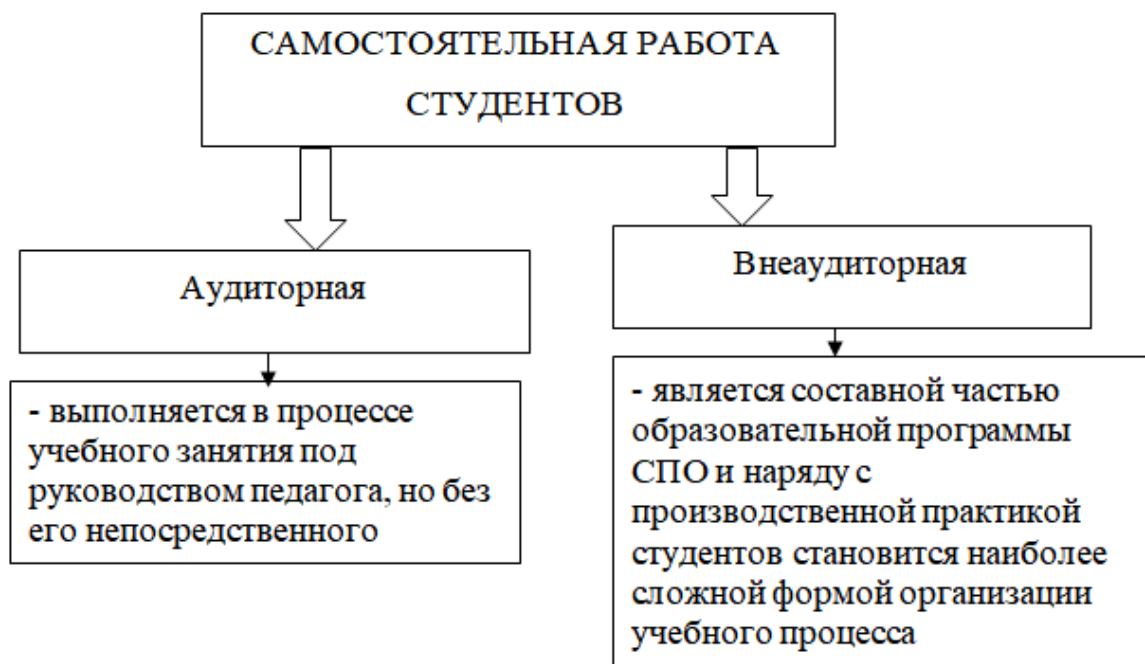 САМОСТОЯТЕЛЬНАЯ РАБОТА
СТУДЕНТОВ
Аудиторная
Внеаудиторная
- выполняется в процессе
учебного занятия под
руководством педагога, но без
его непосредственного
- является составной частью
образовательной программы
СПО и наряду с
производственной практикой
студентов становится наиболее
сложной формой организации
учебного процесса